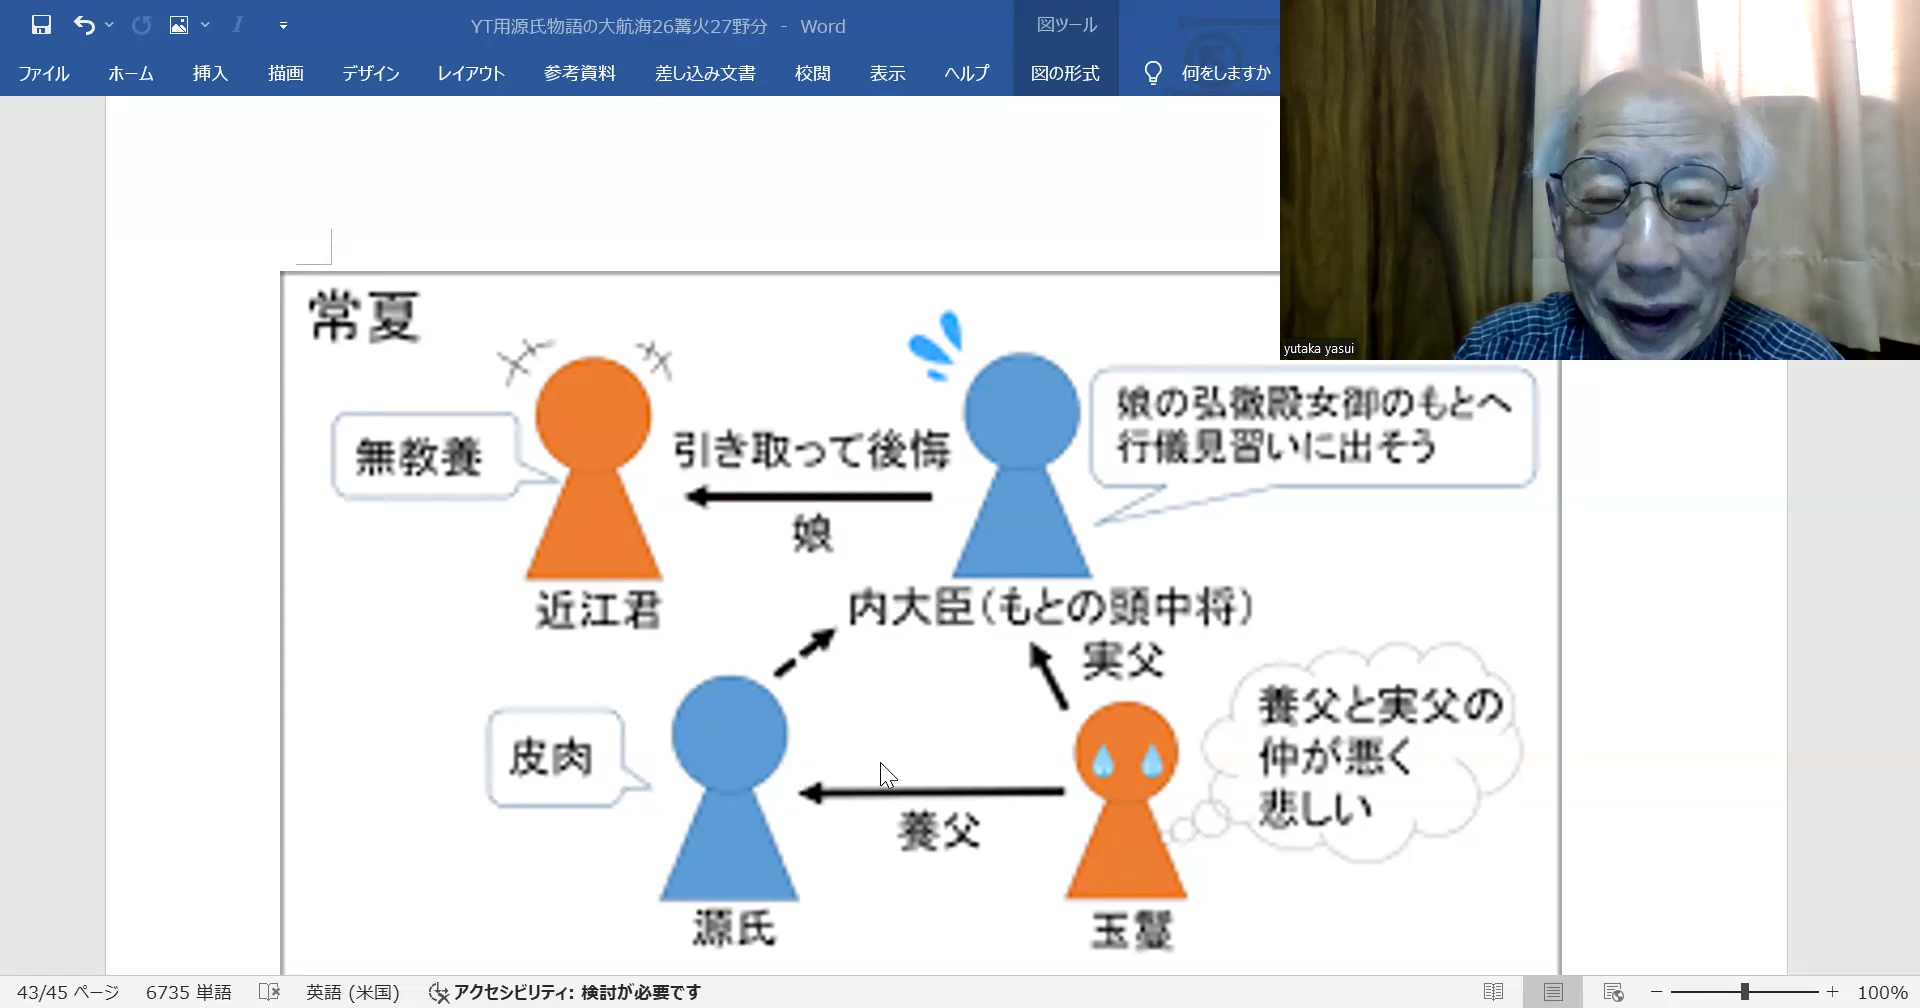 YT用源氏物語の大航海26篝火27野分 - Word
図ツール
ファイル ホーム 挿入 描画 デザイン レイアウト 参考資料 差し込み文書 校閲 表示 ヘルプ 図の形式 何をしますか
yutaka yasui
常夏
無教養
引き取って後悔
娘
娘の弘徽殿女御のもとへ
行儀見習いに出そう
近江君
内大臣（もとの頭中将）
実父
皮肉
養父
養父と実父の
仲が悪く
悲しい
源氏
玉鬘
43/45 ページ 6735 単語 英語 (米国) アクセシビリティ: 検討が必要です 100%